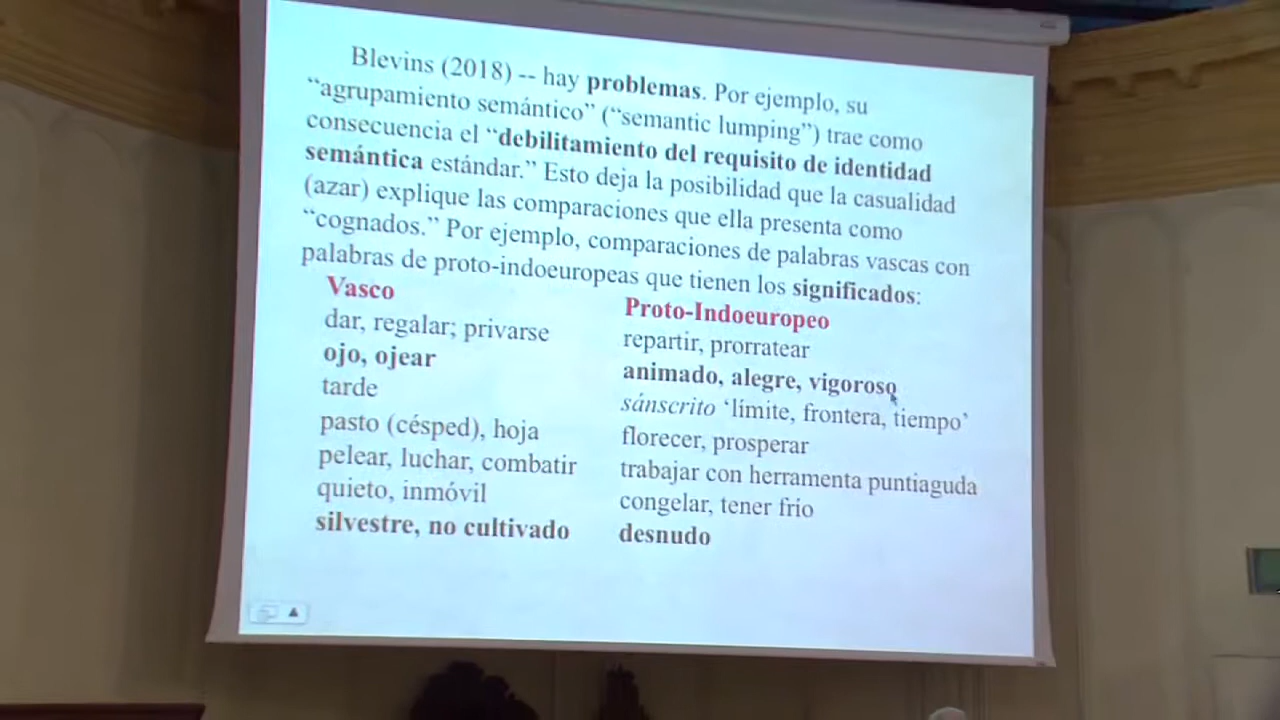 Blevins (2018) -- hay problemas. Por ejemplo, su
“agrupamiento semántico” (“semantic lumping”) trae como
consecuencia el “debilitamiento del requisito de identidad
semántica estándar.” Esto deja la posibilidad que la casualidad
(azar) explique las comparaciones que ella presenta como
“cognados.” Por ejemplo, comparaciones de palabras vascas con
palabras de proto-indoeuropeas que tienen los significados:
Vasco
Proto-Indoeuropeo
dar, regalar; privarse
repartir, prorratear
ojo, ojear
animado, alegre, vigoroso
tarde
sánscrito ‘límite, frontera, tiempo’
pasto (césped), hoja
florecer, prosperar
pelear, luchar, combatir
trabajar con herramenta puntiaguda
quieto, inmóvil
congelar, tener frio
silvestre, no cultivado
desnudo